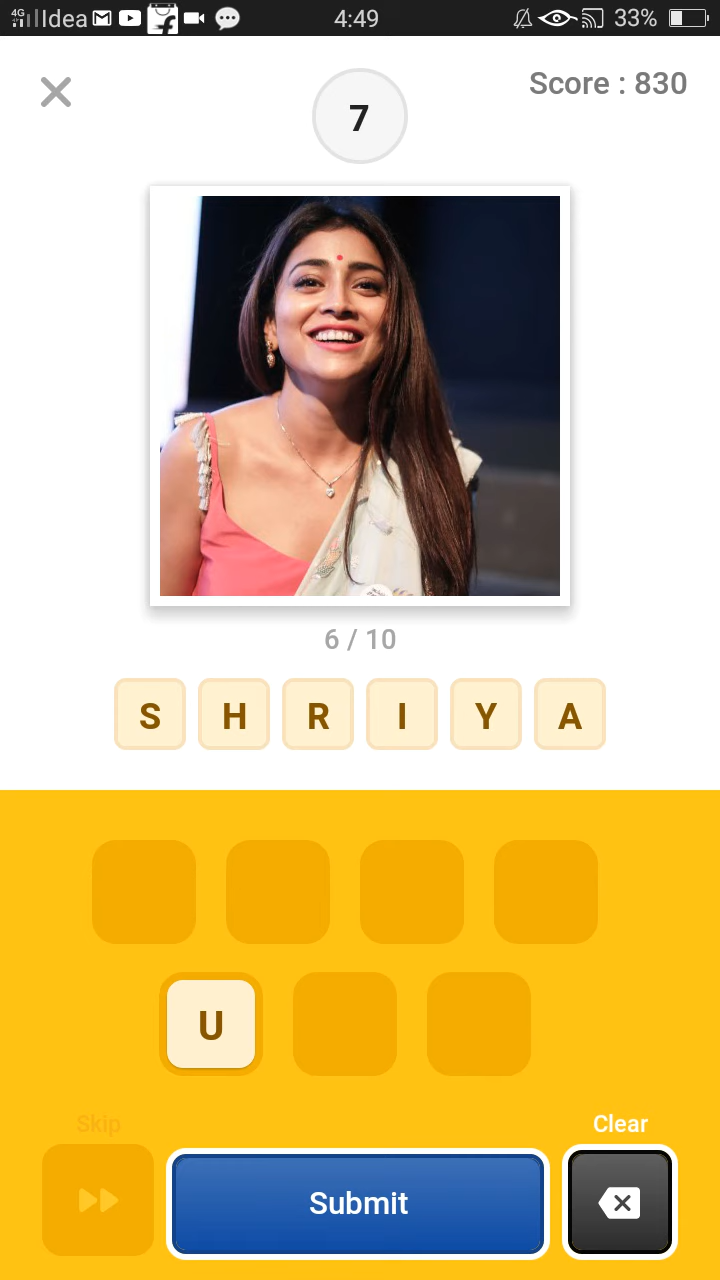 4G Idea 4:49 33%
Score : 830
7
6 / 10
S H R I Y A
U
Skip
Clear
Submit